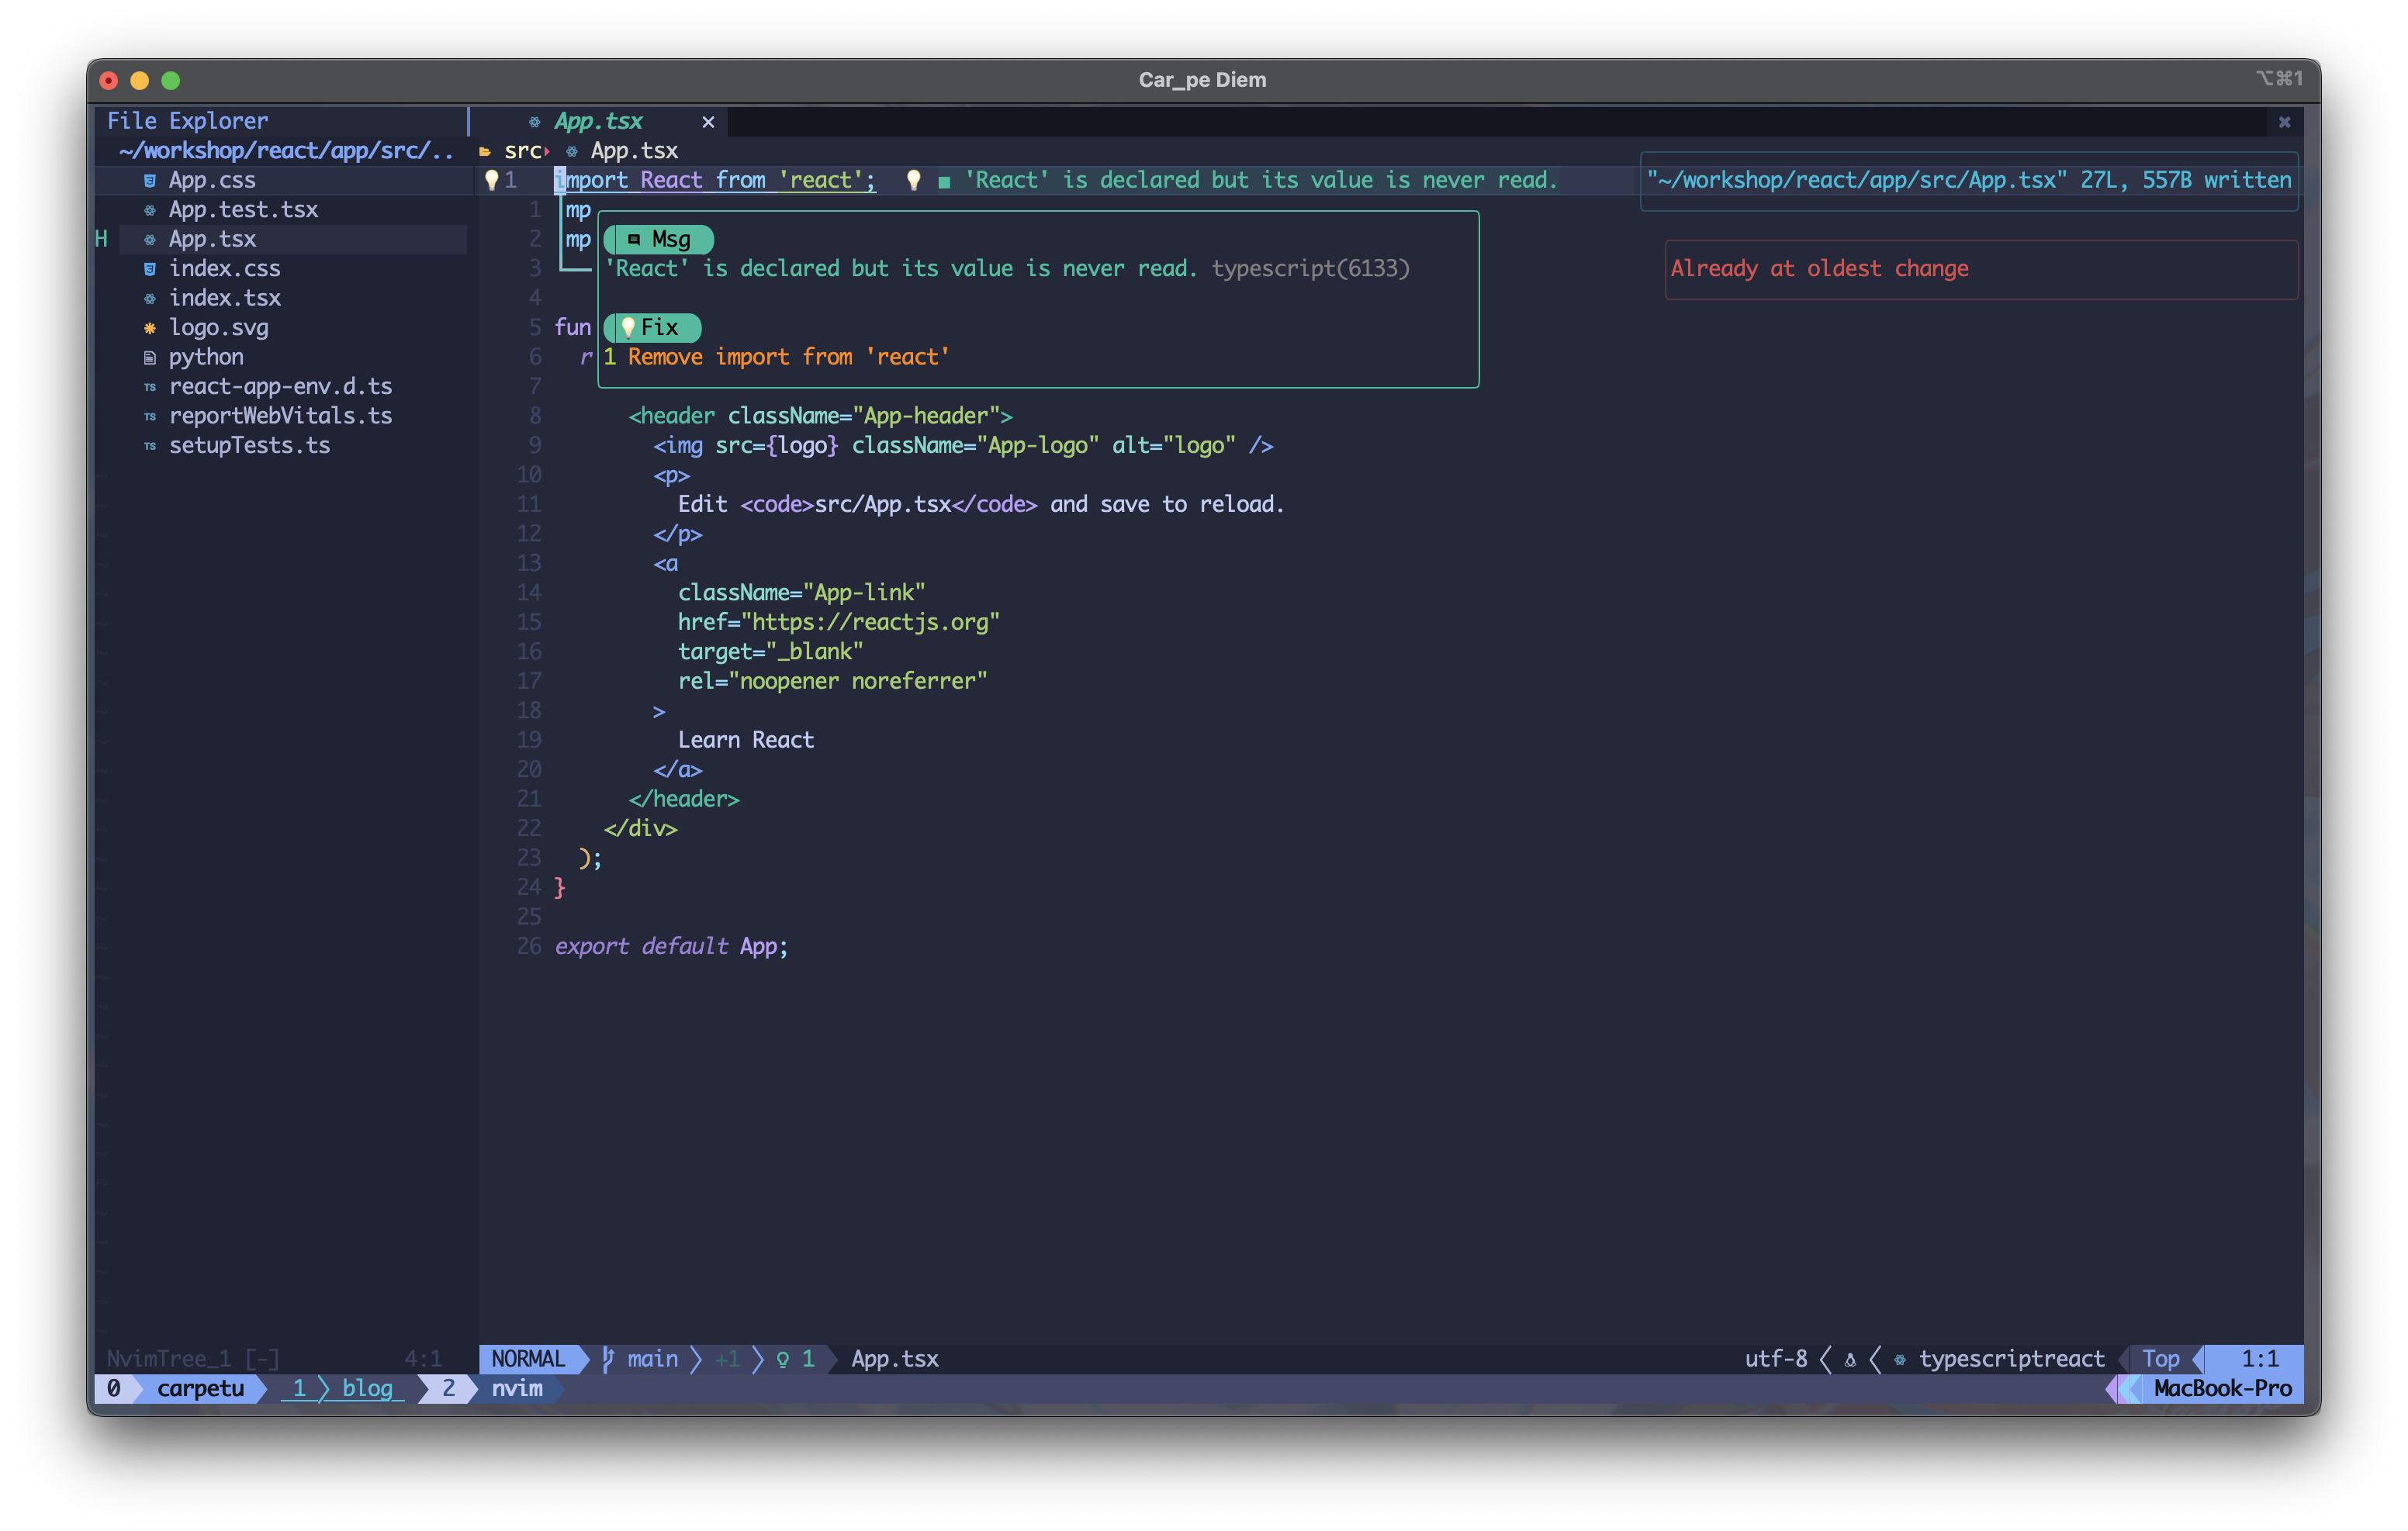 Car_pe Diem
⌥⌘1
File Explorer
App.tsx ×
~/workshop/react/app/src/..
src App.tsx
App.css
App.test.tsx
H App.tsx
index.css
index.tsx
logo.svg
python
react-app-env.d.ts
reportWebVitals.ts
setupTests.ts
1 import React from 'react'; 'React' is declared but its value is never read.
1 mp
2 mp
3
4
5 fun
6 r
7
Msg
'React' is declared but its value is never read. typescript(6133)
Fix
1 Remove import from 'react'
8 <header className="App-header">
9 <img src={logo} className="App-logo" alt="logo" />
10 <p>
11 Edit <code>src/App.tsx</code> and save to reload.
12 </p>
13 <a
14 className="App-link"
15 href="https://reactjs.org"
16 target="_blank"
17 rel="noopener noreferrer"
18 >
19 Learn React
20 </a>
21 </header>
22 </div>
23 );
24 }
25
26 export default App;
"~/workshop/react/app/src/App.tsx" 27L, 557B written
Already at oldest change
NvimTree_1 [-] 4:1
NORMAL main +1 1 App.tsx
utf-8 typescriptreact Top 1:1
0 carpetu 1 blog 2 nvim
MacBook-Pro